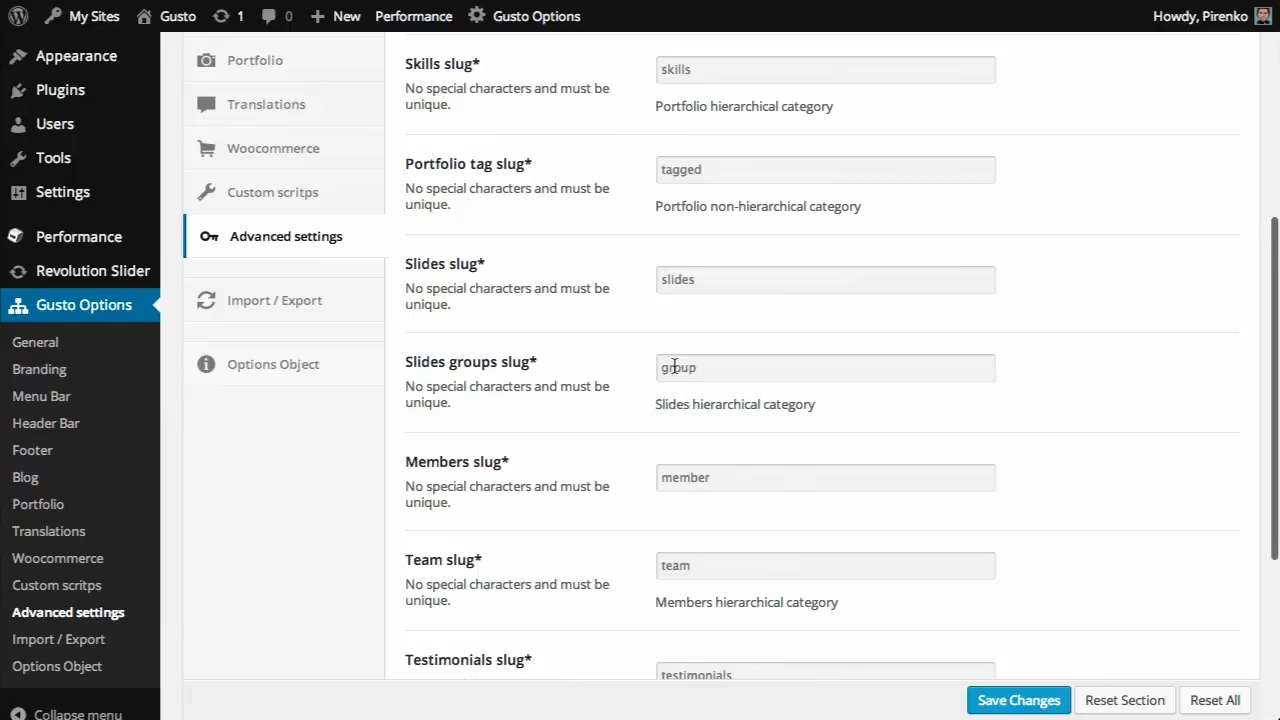 My Sites
Gusto
1
0
New
Performance
Gusto Options
Howdy, Pirenko
Appearance
Plugins
Users
Tools
Settings
Performance
Revolution Slider
Gusto Options
General
Branding
Menu Bar
Header Bar
Footer
Blog
Portfolio
Translations
Woocommerce
Custom scritps
Advanced settings
Import / Export
Options Object
Collapse menu
Portfolio
Translations
Woocommerce
Custom scritps
Advanced settings
Import / Export
Options Object
Skills slug*
No special characters and must be
unique.
skills
Portfolio hierarchical category
Portfolio tag slug*
No special characters and must be
unique.
tagged
Portfolio non-hierarchical category
Slides slug*
No special characters and must be
unique.
slides
Slides groups slug*
No special characters and must be
unique.
group
Slides hierarchical category
Members slug*
No special characters and must be
unique.
member
Team slug*
No special characters and must be
unique.
team
Members hierarchical category
Testimonials slug*
testimonials
Save Changes
Reset Section
Reset All